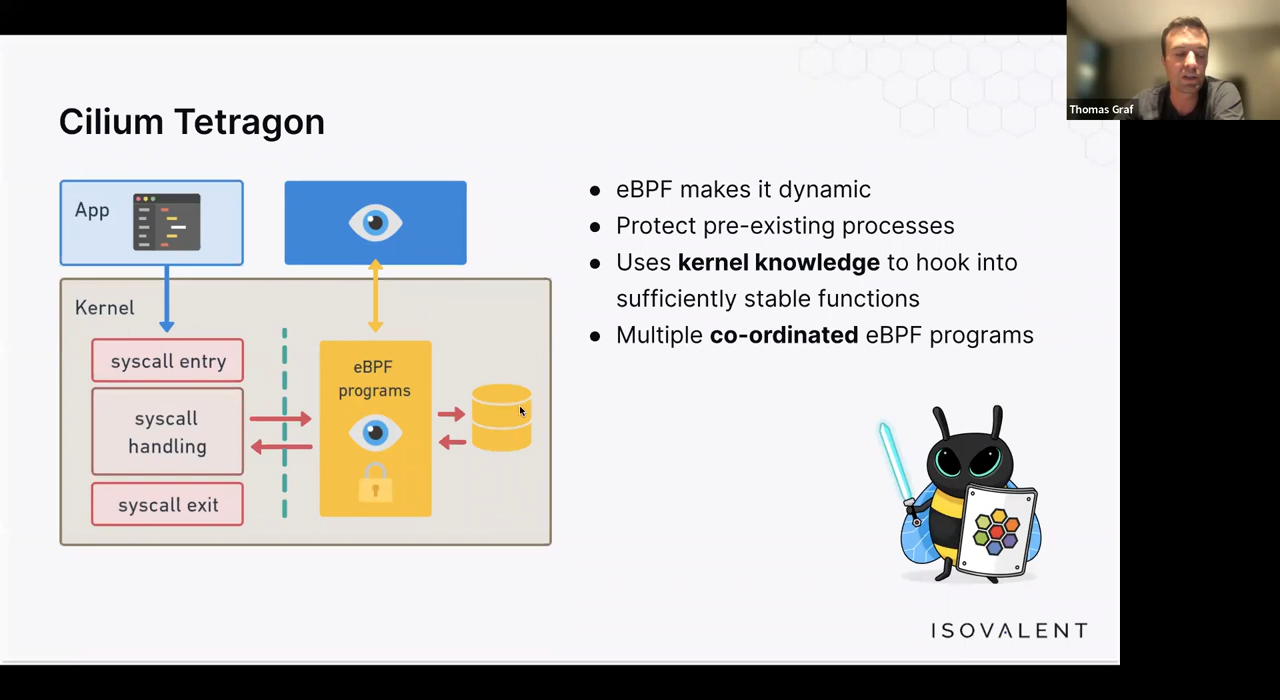 Thomas Graf
Cilium Tetragon
App
Kernel
syscall entry
syscall
handling
syscall exit
eBPF
programs
● eBPF makes it dynamic
● Protect pre-existing processes
● Uses kernel knowledge to hook into
sufficiently stable functions
● Multiple co-ordinated eBPF programs
ISOVALENT